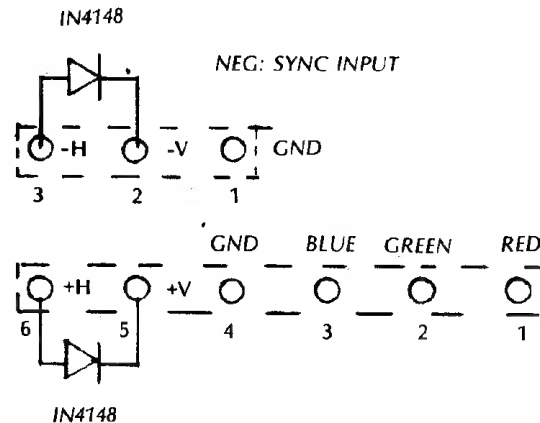 IN4148
NEG: SYNC INPUT
-H -V GND
3 2 1
GND BLUE GREEN RED
+H +V
6 5 4 3 2 1
IN4148